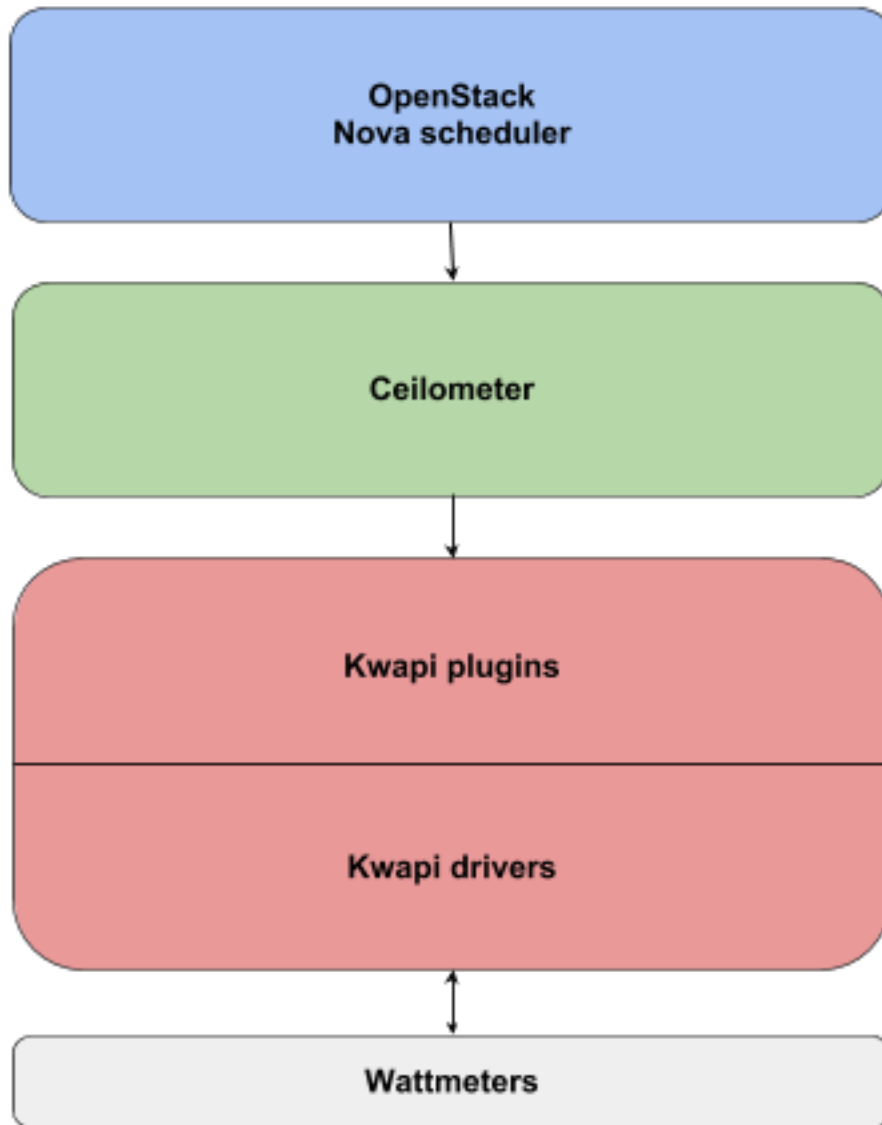 OpenStack
Nova scheduler
Ceilometer
Kwapi plugins
Kwapi drivers
Wattmeters